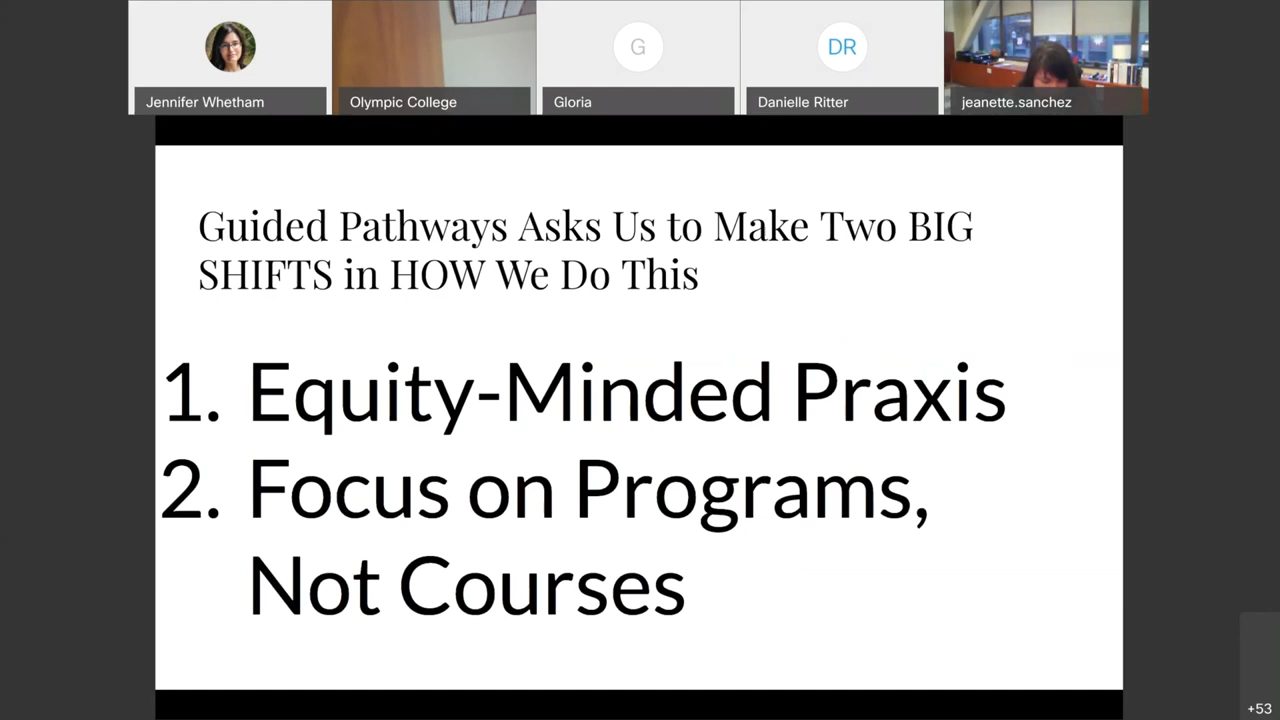 Jennifer Whetham
Olympic College
G
Gloria
DR
Danielle Ritter
jeanette.sanchez
Guided Pathways Asks Us to Make Two BIG
SHIFTS in HOW We Do This
1. Equity-Minded Praxis
2. Focus on Programs,
Not Courses
+53